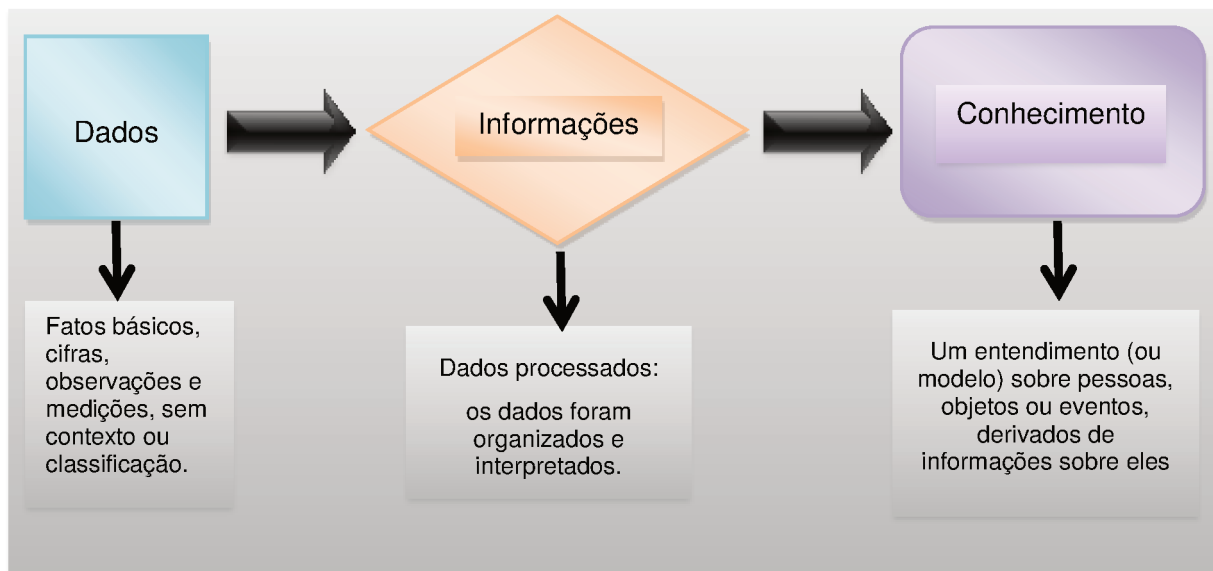 Dados
Informações
Conhecimento
Fatos básicos,
cifras,
observações e
medições, sem
contexto ou
classificação.
Dados processados:
os dados foram
organizados e
interpretados.
Um entendimento (ou
modelo) sobre pessoas,
objetos ou eventos,
derivados de
informações sobre eles